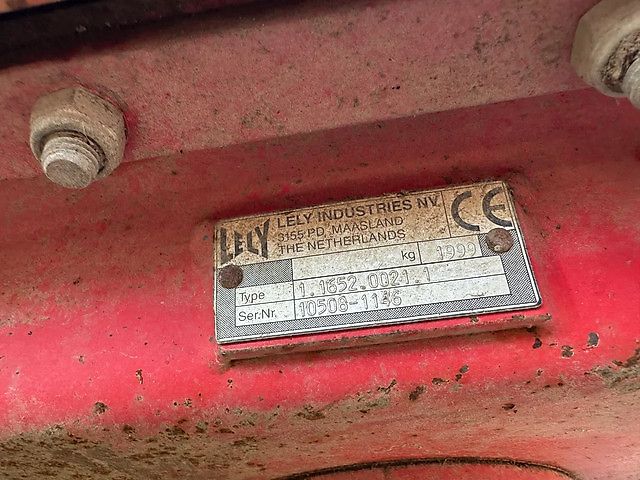 LELY
LELY INDUSTRIES NV.
3155 PD MAASLAND
THE NETHERLANDS
CE
kg 1999
Type 1.1652.0021.1
Ser.Nr. 10508-1146